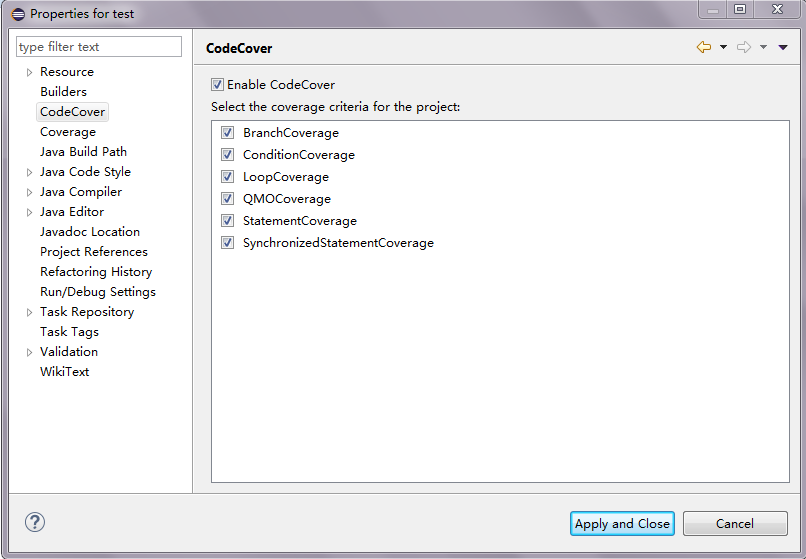 Properties for test
type filter text
Resource
Builders
CodeCover
Coverage
Java Build Path
Java Code Style
Java Compiler
Java Editor
Javadoc Location
Project References
Refactoring History
Run/Debug Settings
Task Repository
Task Tags
Validation
WikiText
CodeCover
Enable CodeCover
Select the coverage criteria for the project:
BranchCoverage
ConditionCoverage
LoopCoverage
QMOCoverage
StatementCoverage
SynchronizedStatementCoverage
?
Apply and Close
Cancel